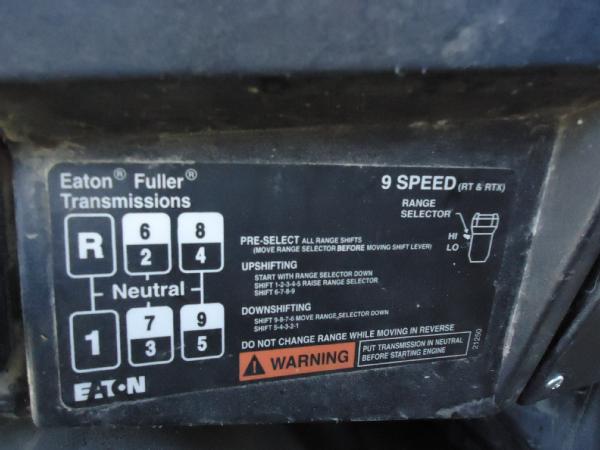 Eaton® Fuller®
Transmissions
9 SPEED (RT & RTX)
RANGE
SELECTOR
HI
LO
R
6
2
8
4
Neutral
1
7
3
9
5
PRE-SELECT ALL RANGE SHIFTS
(MOVE RANGE SELECTOR BEFORE MOVING SHIFT LEVER)
UPSHIFTING
START WITH RANGE SELECTOR DOWN
SHIFT 1-2-3-4-5 RAISE RANGE SELECTOR
SHIFT 6-7-8-9
DOWNSHIFTING
SHIFT 9-8-7-6 MOVE RANGE SELECTOR DOWN
SHIFT 5-4-3-2-1
DO NOT CHANGE RANGE WHILE MOVING IN REVERSE
WARNING
PUT TRANSMISSION IN NEUTRAL
BEFORE STARTING ENGINE
21250
EATON